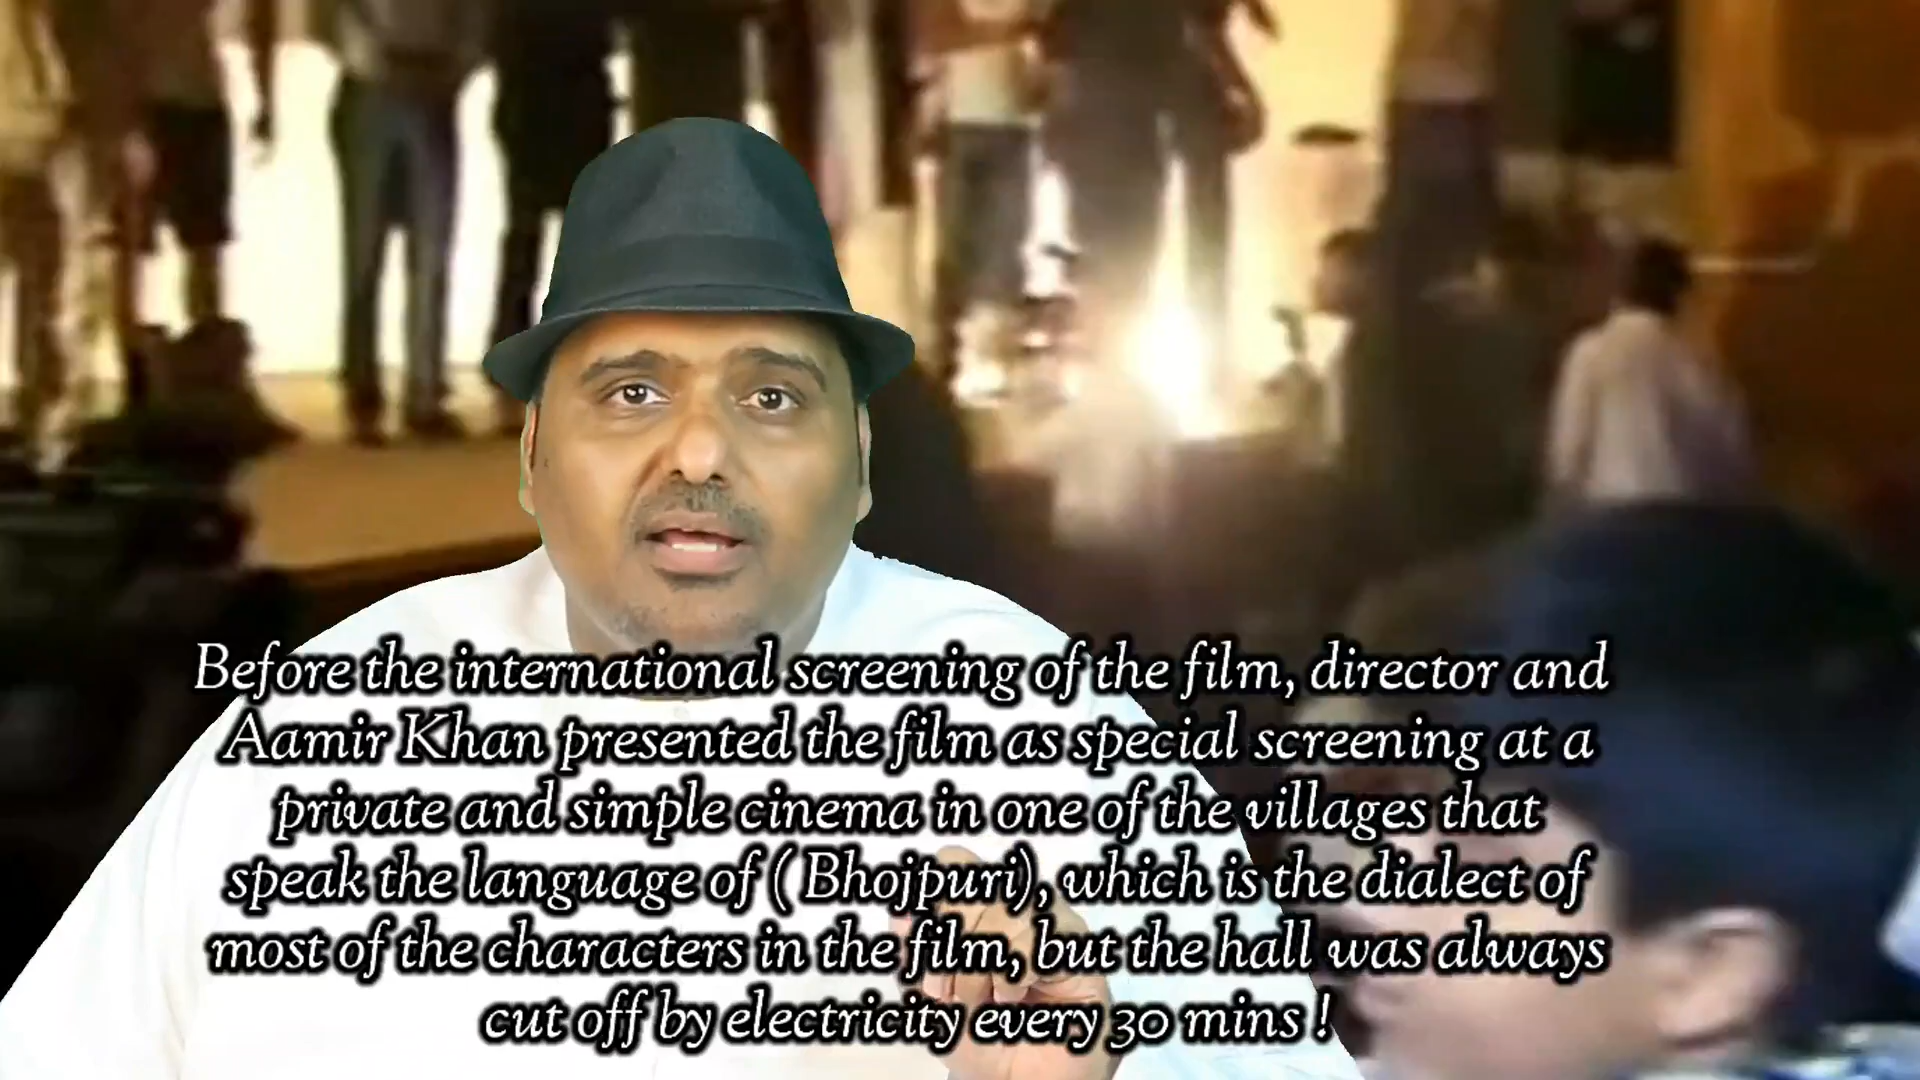 Before the international screening of the film, director and
Aamir Khan presented the film as special screening at a
private and simple cinema in one of the villages that
speak the language of ( Bhojpuri), which is the dialect of
most of the characters in the film, but the hall was always
cut off by electricity every 30 mins !